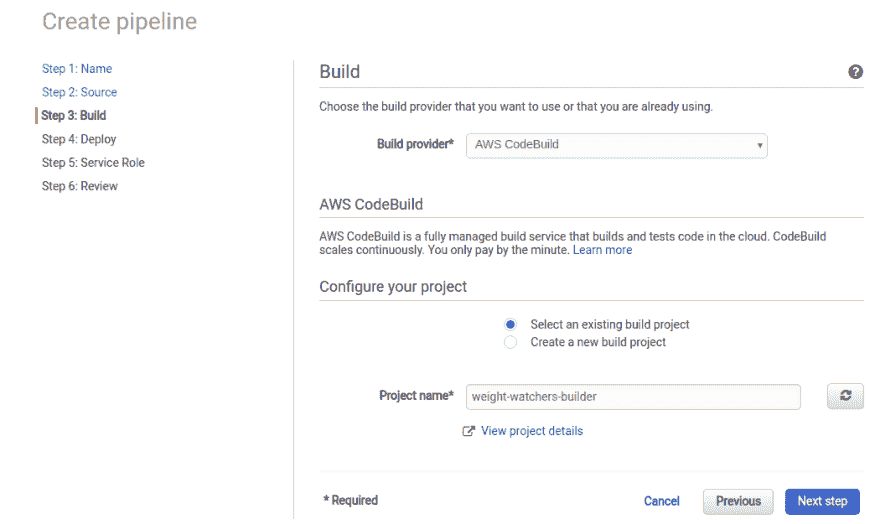 Create pipeline
Step 1: Name
Step 2: Source
Step 3: Build
Step 4: Deploy
Step 5: Service Role
Step 6: Review
Build
?
Choose the build provider that you want to use or that you are already using.
Build provider* AWS CodeBuild
AWS CodeBuild
AWS CodeBuild is a fully managed build service that builds and tests code in the cloud. CodeBuild
scales continuously. You only pay by the minute. Learn more
Configure your project
Select an existing build project
Create a new build project
Project name* weight-watchers-builder
View project details
* Required Cancel Previous Next step